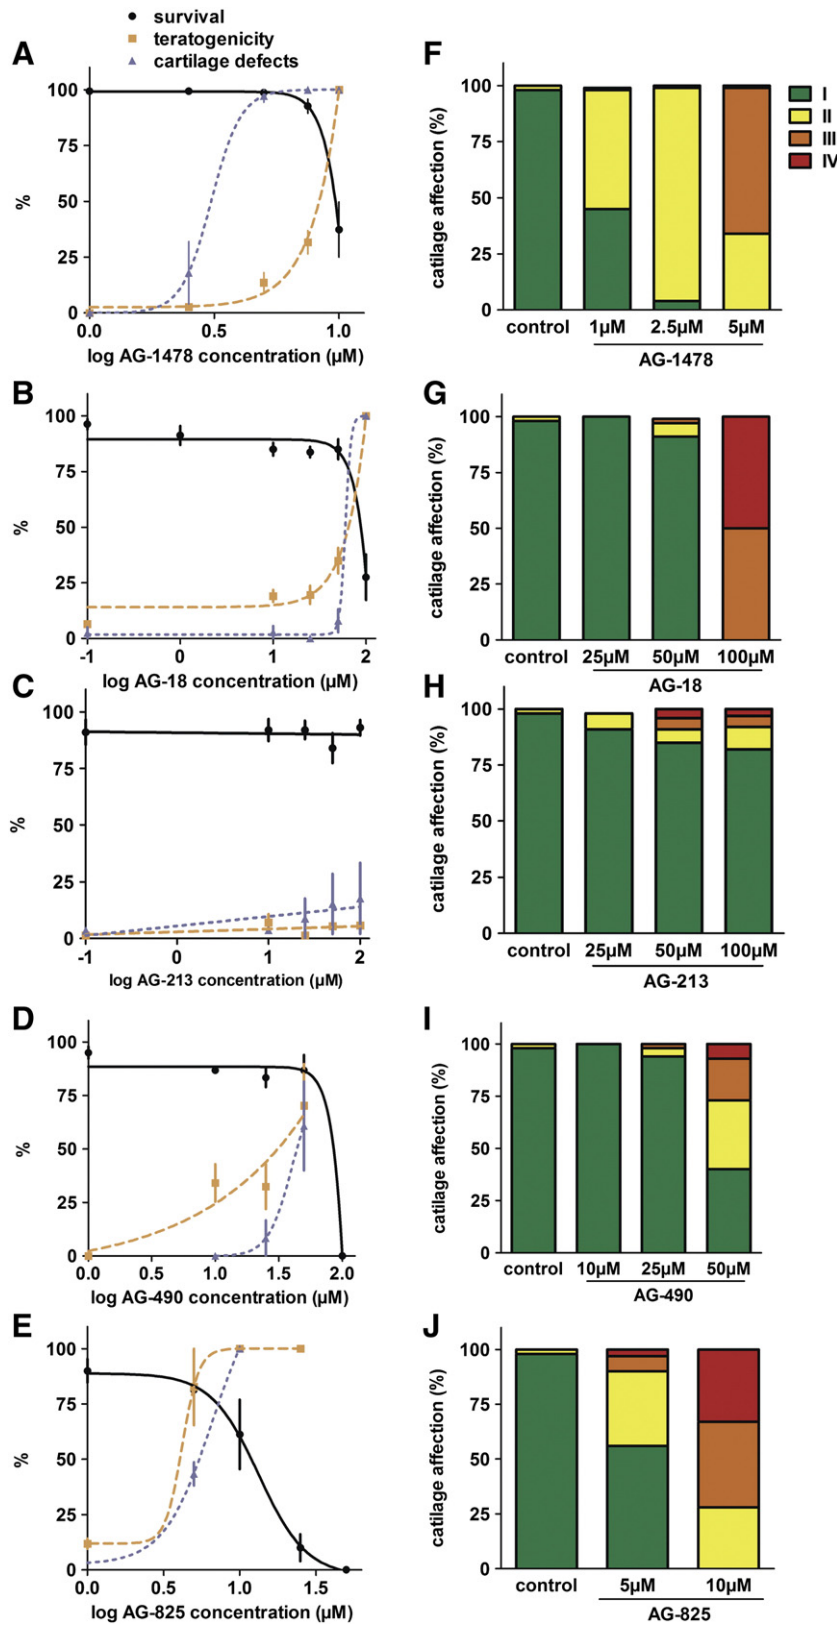 survival
teratogenicity
cartilage defects
A
100
75
50
25
0
%
0.0 0.5 1.0
log AG-1478 concentration (µM)
F
100
75
50
25
0
catilage affection (%)
control 1µM 2.5µM 5µM
AG-1478
I
II
III
IV
B
100
75
50
25
0
%
-1 0 1 2
log AG-18 concentration (µM)
G
100
75
50
25
0
catilage affection (%)
control 25µM 50µM 100µM
AG-18
C
100
75
50
25
0
%
-1 0 1 2
log AG-213 concentration (µM)
H
100
75
50
25
0
catilage affection (%)
control 25µM 50µM 100µM
AG-213
D
100
75
50
25
0
%
0.0 0.5 1.0 1.5 2.0
log AG-490 concentration (µM)
I
100
75
50
25
0
catilage affection (%)
control 10µM 25µM 50µM
AG-490
E
100
75
50
25
0
%
0.0 0.5 1.0 1.5
log AG-825 concentration (µM)
J
100
75
50
25
0
catilage affection (%)
control 5µM 10µM
AG-825